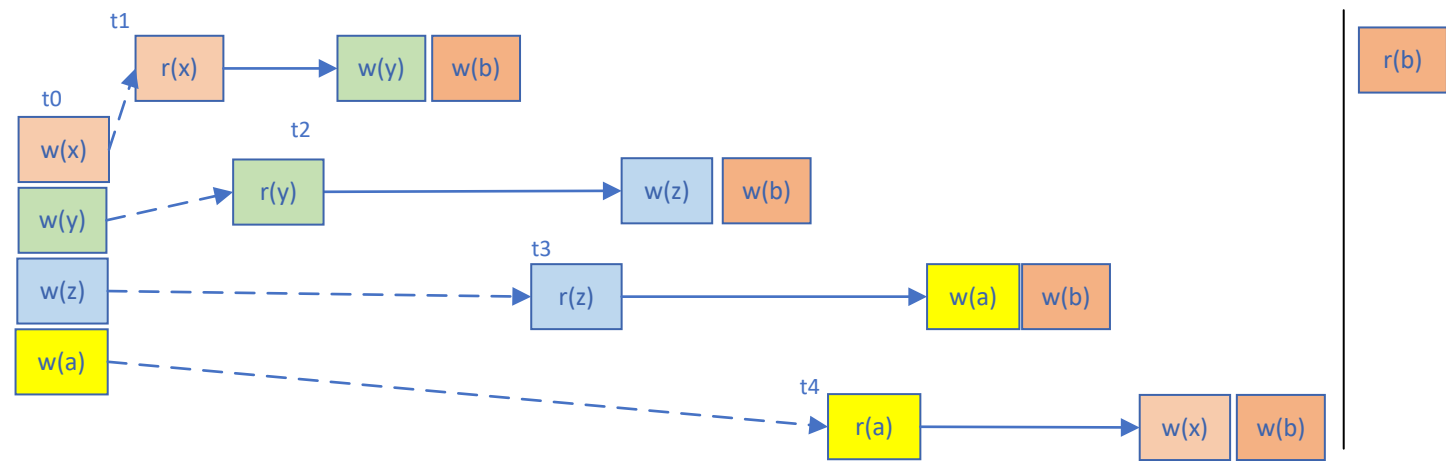 t1
r(x)
w(y)
w(b)
r(b)
t0
w(x)
t2
r(y)
w(z)
w(b)
w(y)
t3
w(z)
r(z)
w(a)
w(b)
w(a)
t4
r(a)
w(x)
w(b)